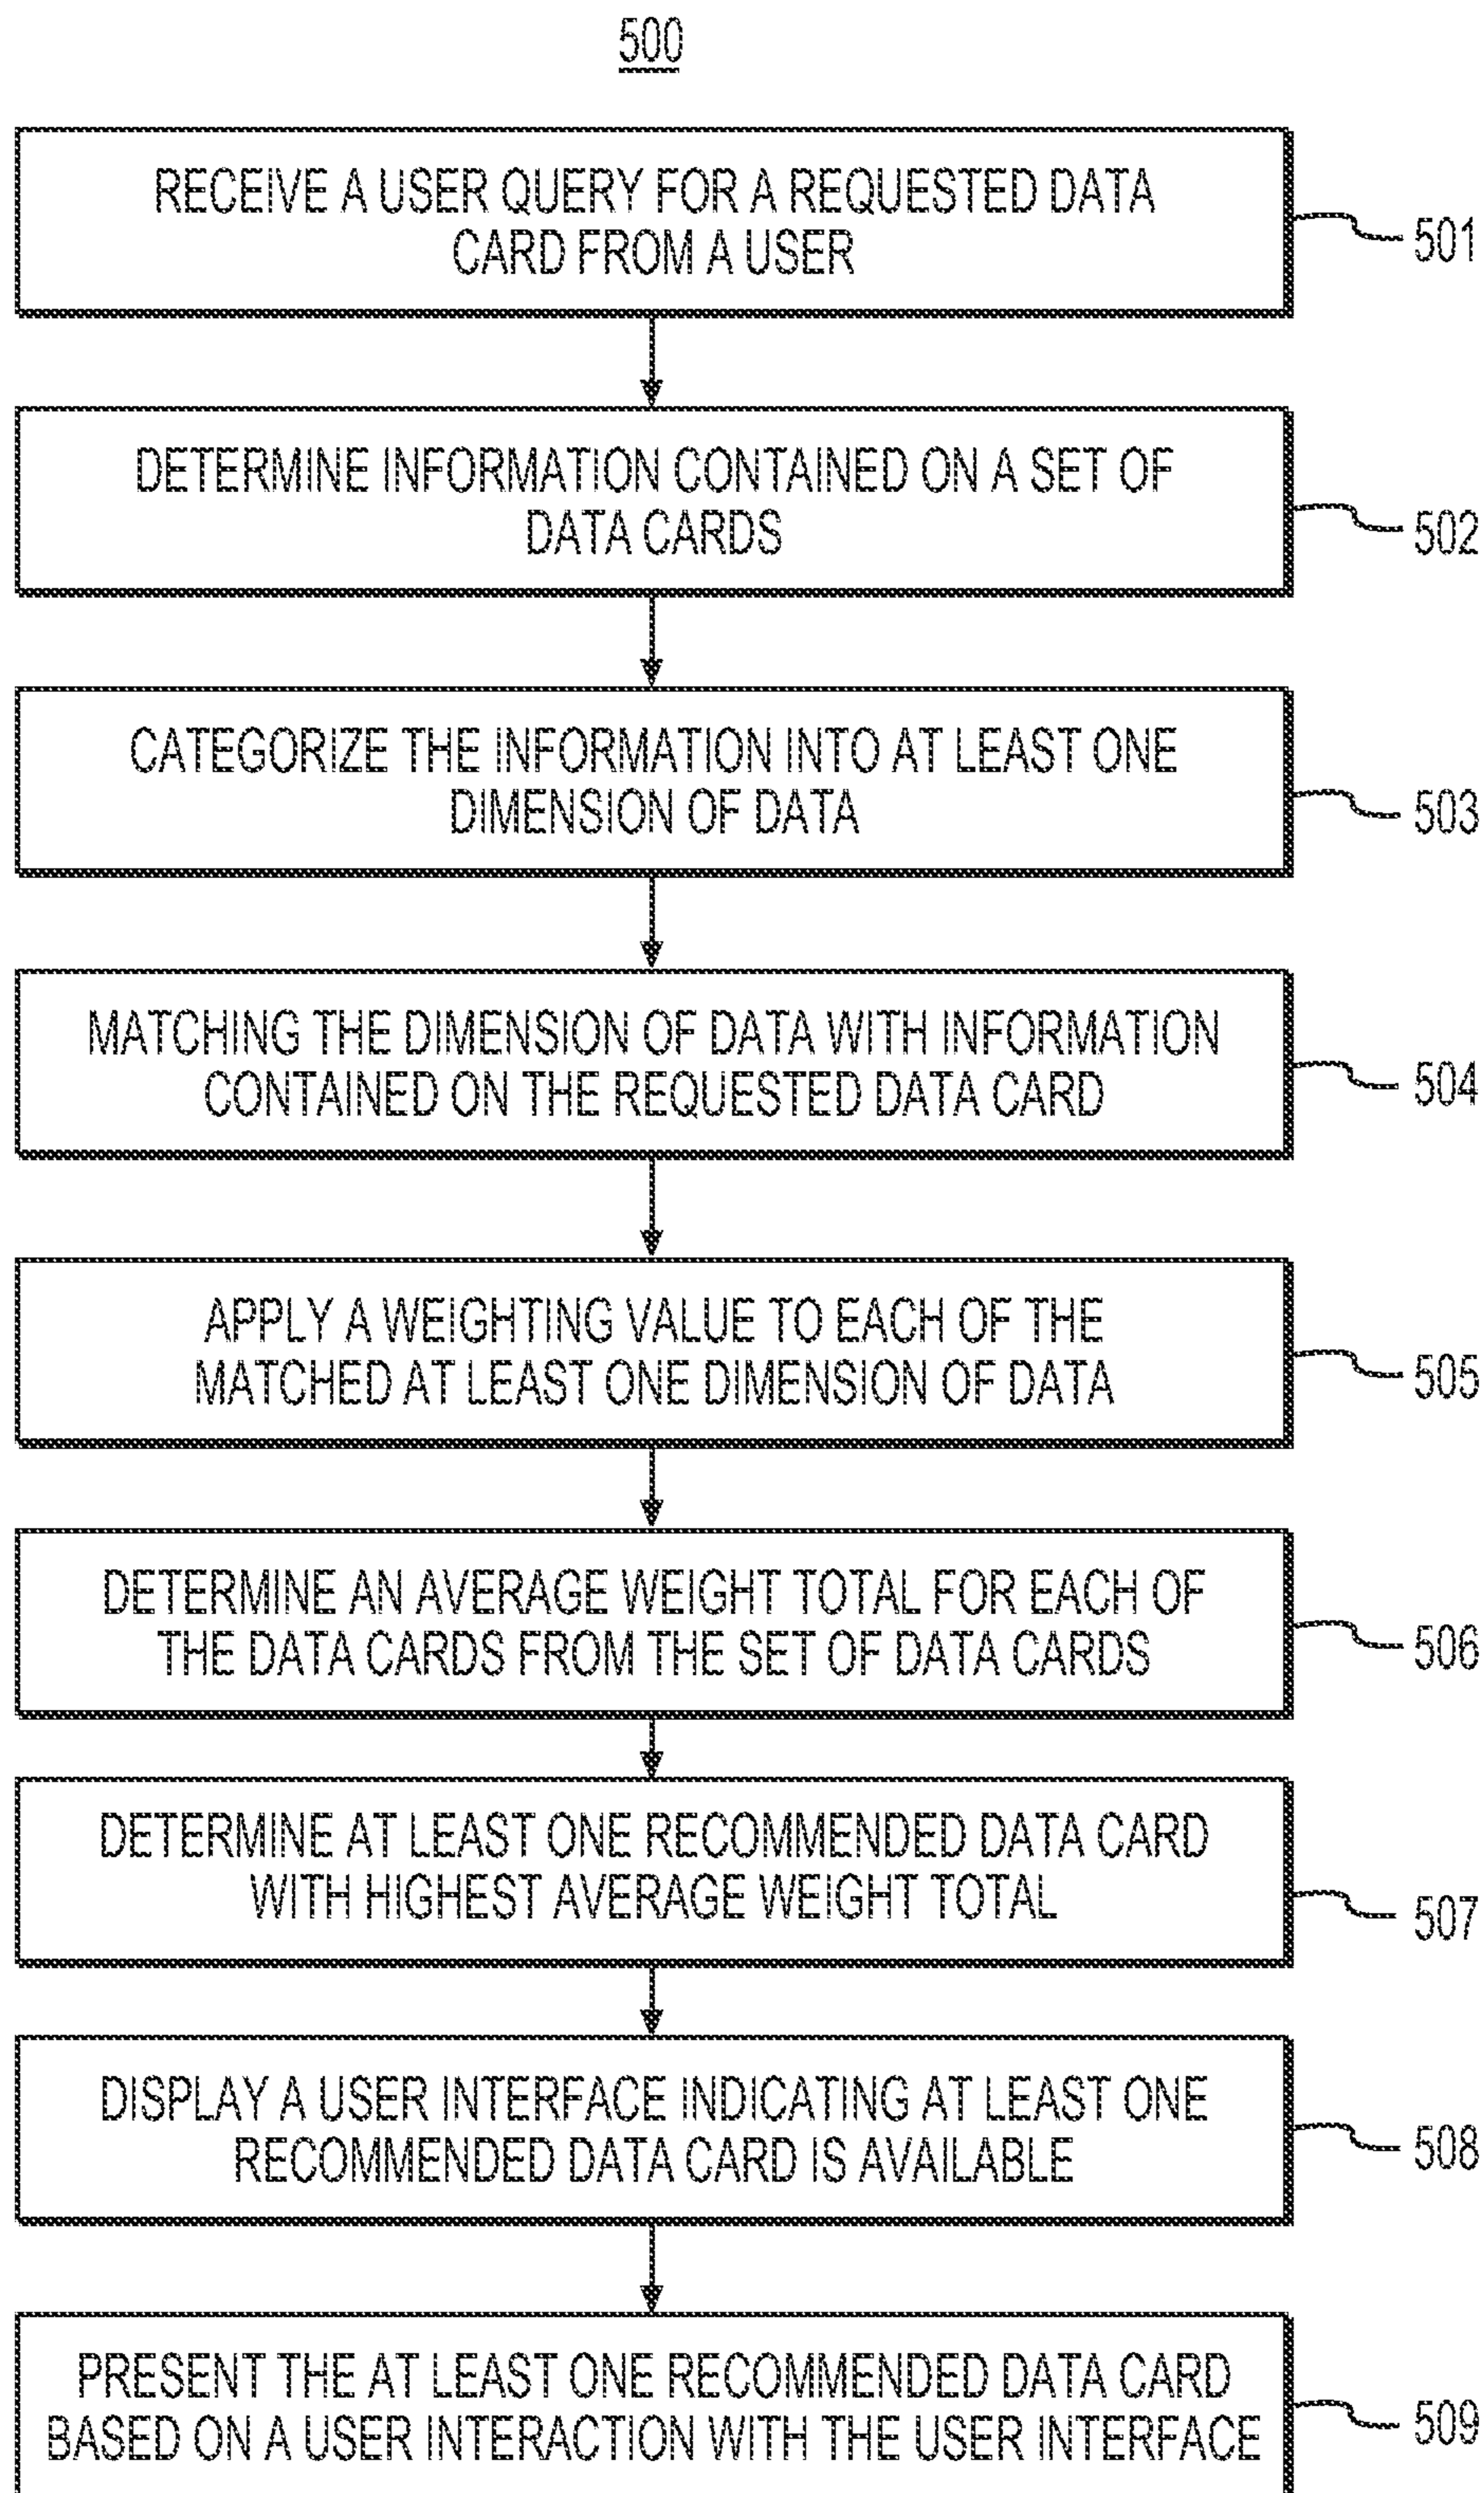 500
RECEIVE A USER QUERY FOR A REQUESTED DATA
CARD FROM A USER
501
DETERMINE INFORMATION CONTAINED ON A SET OF
DATA CARDS
502
CATEGORIZE THE INFORMATION INTO AT LEAST ONE
DIMENSION OF DATA
503
MATCHING THE DIMENSION OF DATA WITH INFORMATION
CONTAINED ON THE REQUESTED DATA CARD
504
APPLY A WEIGHTING VALUE TO EACH OF THE
MATCHED AT LEAST ONE DIMENSION OF DATA
505
DETERMINE AN AVERAGE WEIGHT TOTAL FOR EACH OF
THE DATA CARDS FROM THE SET OF DATA CARDS
506
DETERMINE AT LEAST ONE RECOMMENDED DATA CARD
WITH HIGHEST AVERAGE WEIGHT TOTAL
507
DISPLAY A USER INTERFACE INDICATING AT LEAST ONE
RECOMMENDED DATA CARD IS AVAILABLE
508
PRESENT THE AT LEAST ONE RECOMMENDED DATA CARD
BASED ON A USER INTERACTION WITH THE USER INTERFACE
509